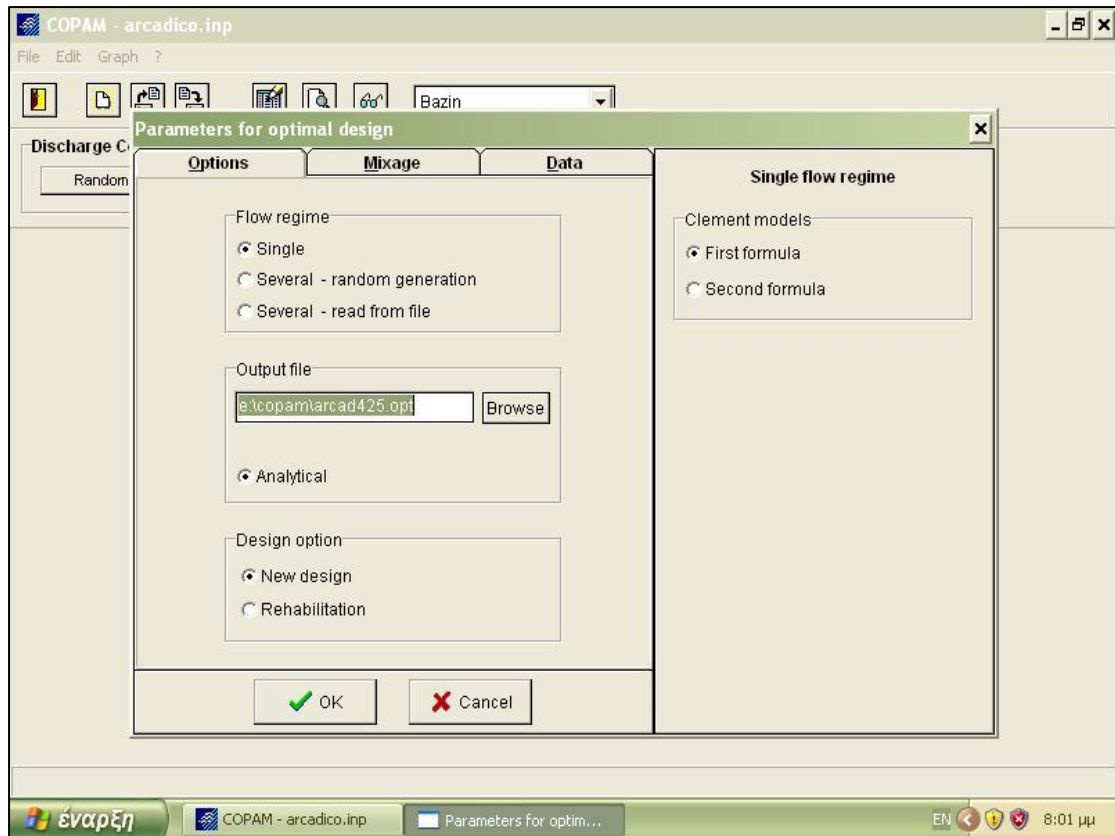 COPAM - arcadico.inp
File Edit Graph ?
Bazin
Parameters for optimal design
Discharge C
Random
Options Mixage Data
Single flow regime
Flow regime
Single
Several - random generation
Several - read from file
Clement models
First formula
Second formula
Output file
e:\copam\arcad425.opt
Browse
Analytical
Design option
New design
Rehabilitation
OK Cancel
έναρξη COPAM - arcadico.inp Parameters for optim... EN 8:01 μμ